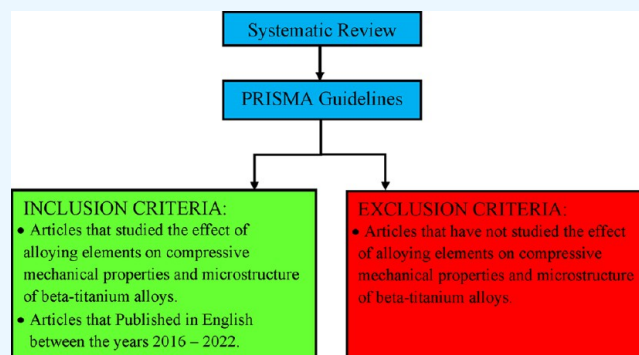 Systematic Review
PRISMA Guidelines
INCLUSION CRITERIA:
• Articles that studied the effect of
alloying elements on compressive
mechanical properties and microstructure
of beta-titanium alloys.
• Articles that Published in English
between the years 2016 – 2022.
EXCLUSION CRITERIA:
• Articles that have not studied the effect
of alloying elements on compressive
mechanical properties and microstructure
of beta-titanium alloys.